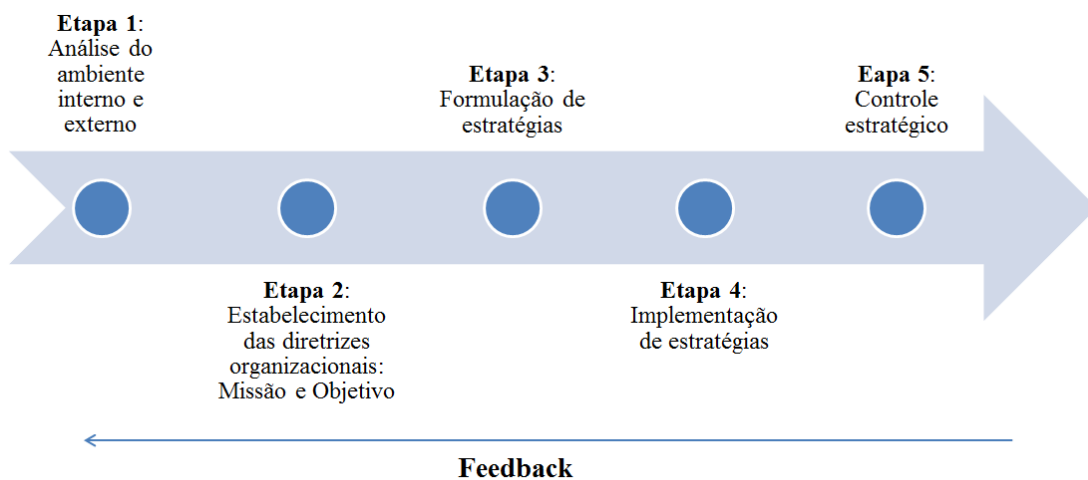 Etapa 1:
Análise do
ambiente
interno e
externo
Etapa 2:
Estabelecimento
das diretrizes
organizacionais:
Missão e Objetivo
Etapa 3:
Formulação de
estratégias
Etapa 4:
Implementação
de estratégias
Eapa 5:
Controle
estratégico
Feedback